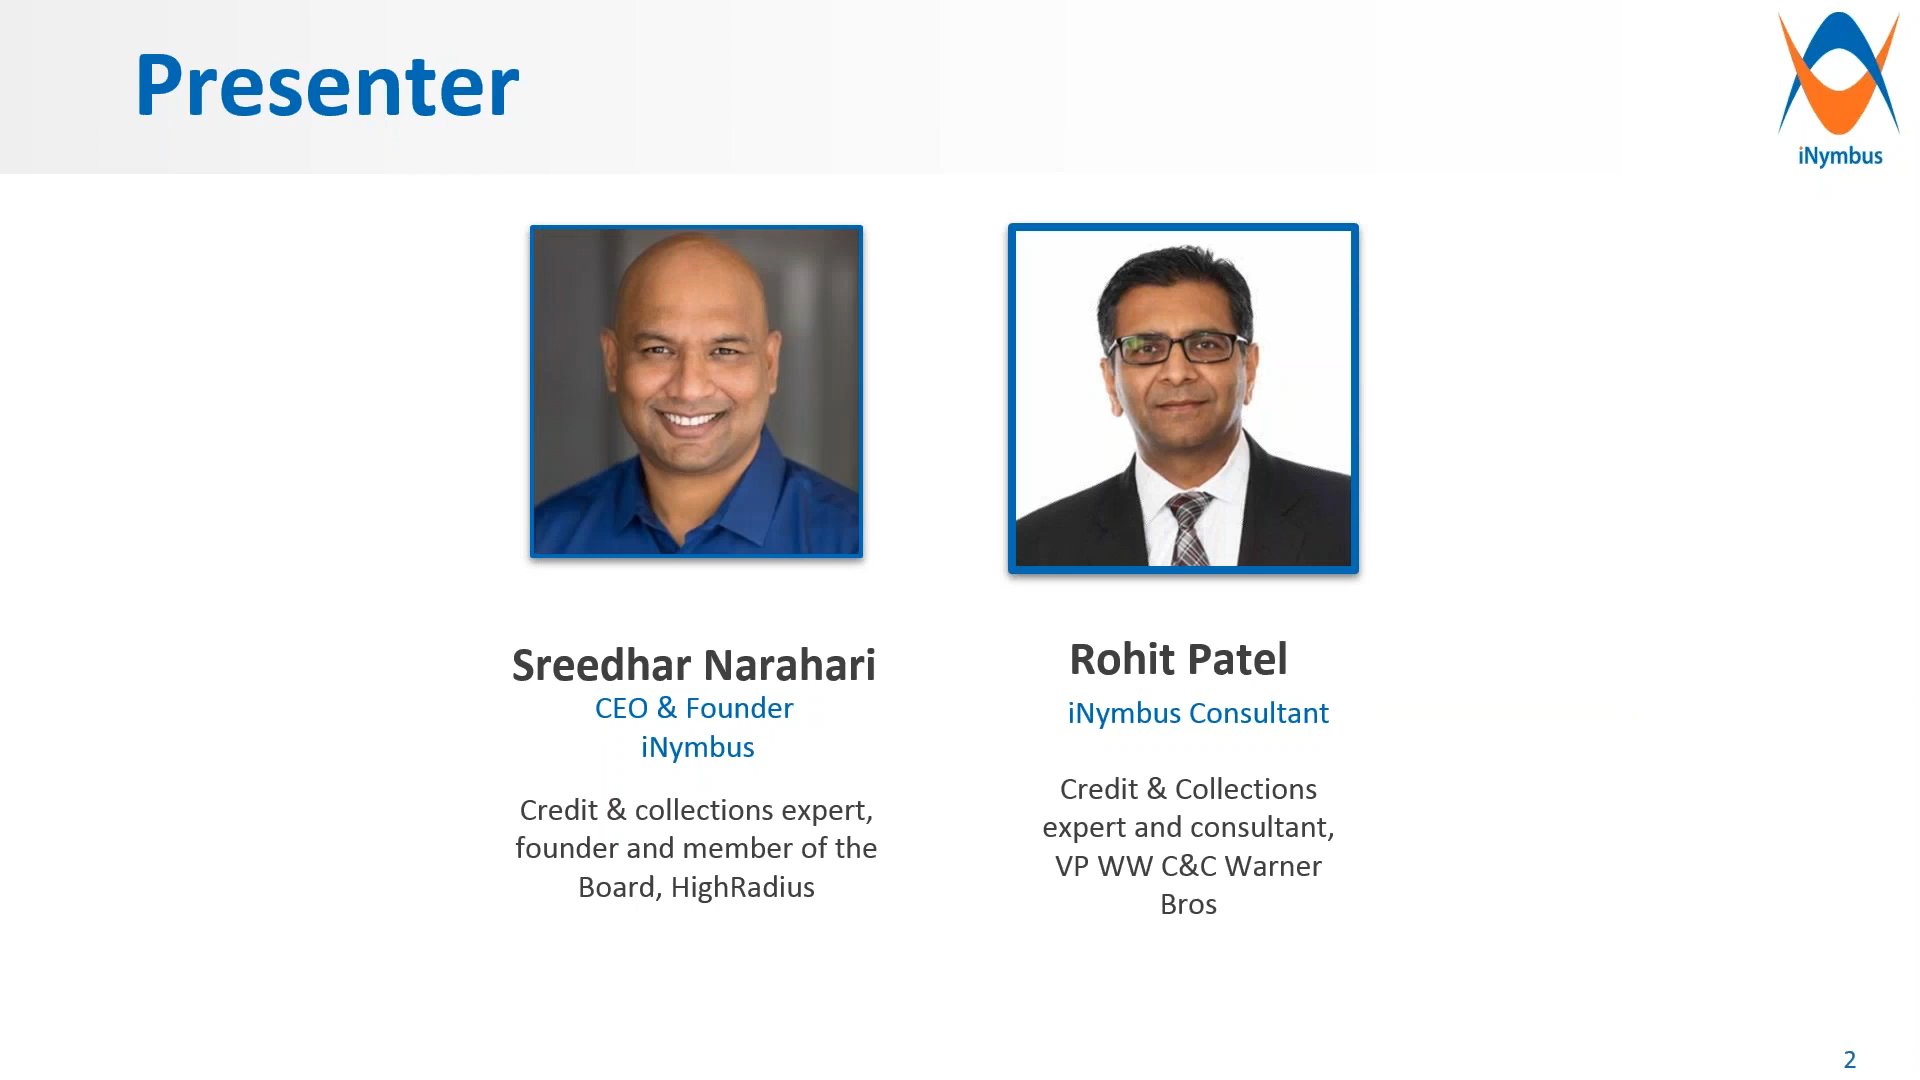 Presenter
iNymbus
Sreedhar Narahari
CEO & Founder
iNymbus
Credit & collections expert,
founder and member of the
Board, HighRadius
Rohit Patel
iNymbus Consultant
Credit & Collections
expert and consultant,
VP WW C&C Warner
Bros
2